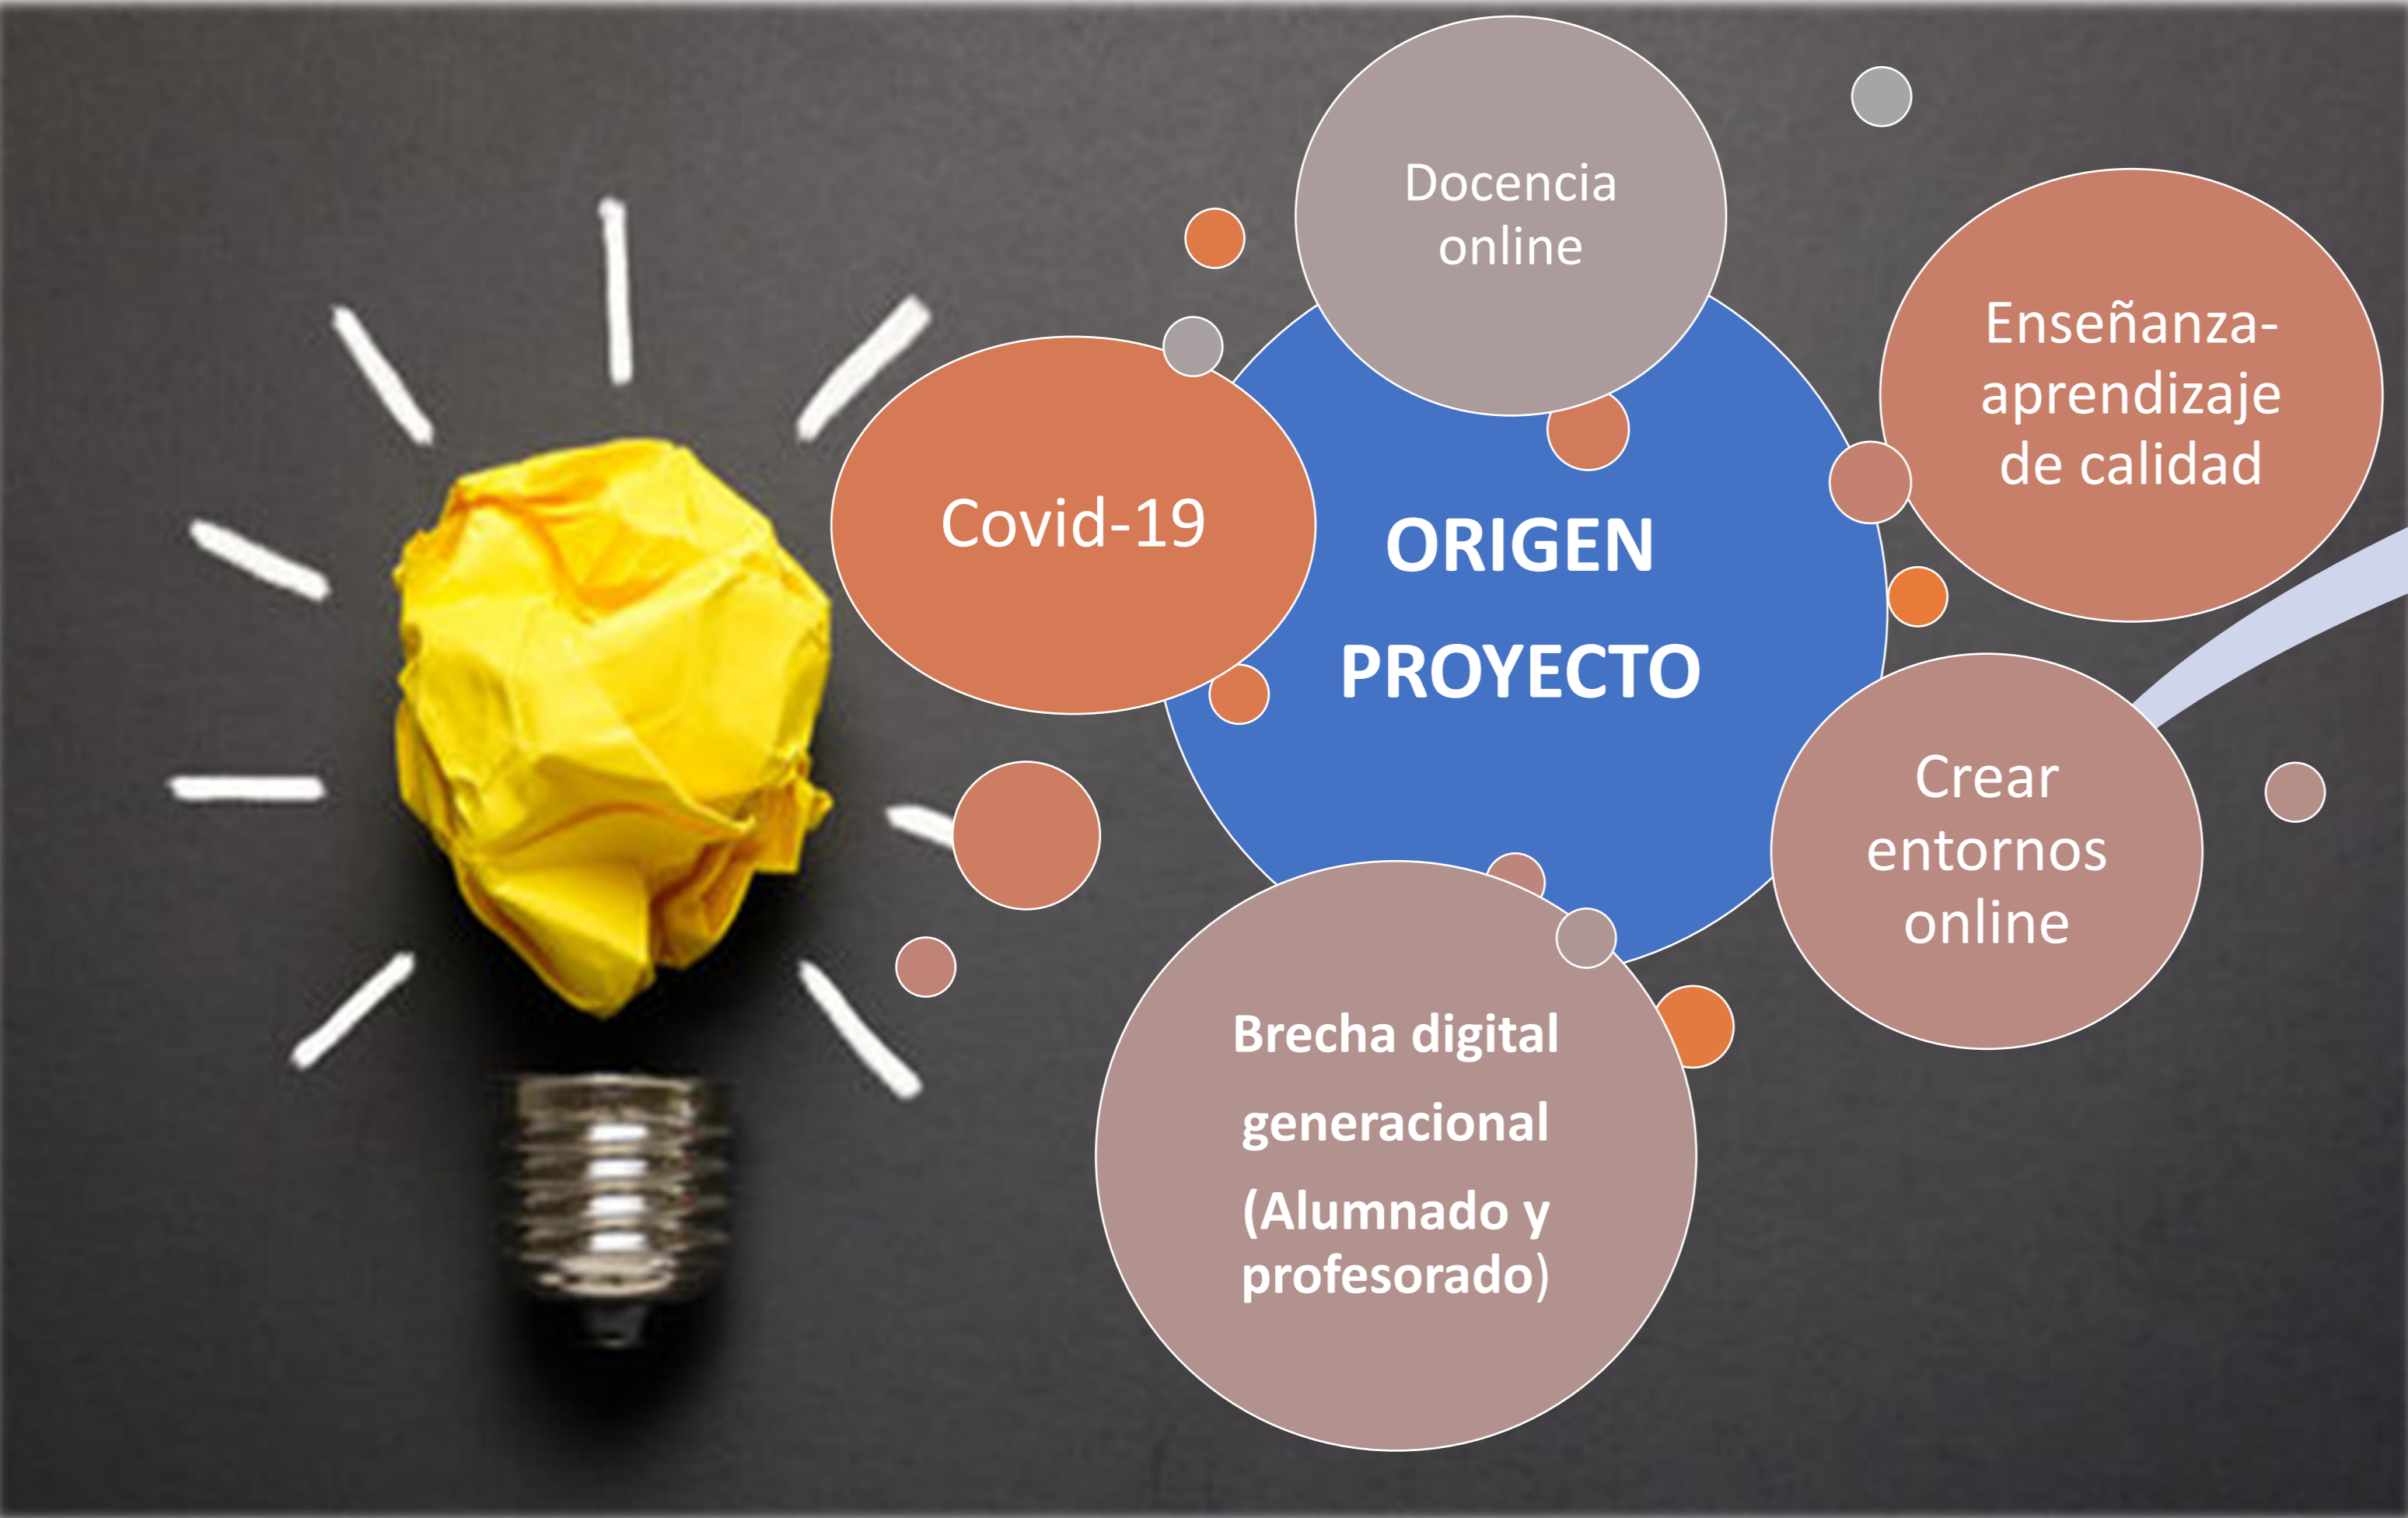 Docencia
online
Enseñanza-
aprendizaje
de calidad
Covid-19
ORIGEN
PROYECTO
Crear
entornos
online
Brecha digital
generacional
(Alumnado y
profesorado)